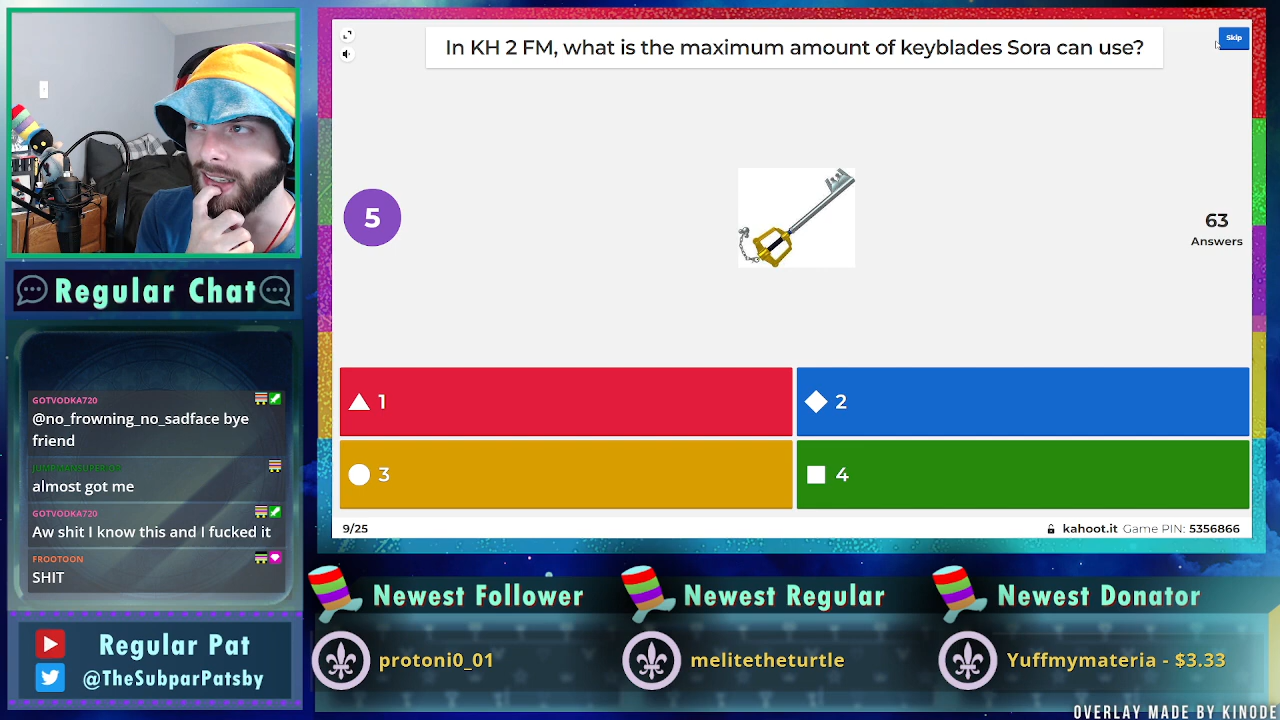 In KH 2 FM, what is the maximum amount of keyblades Sora can use?
Skip
5
63
Answers
1
2
3
4
9/25
kahoot.it Game PIN: 5356866
Regular Chat
GOTVODKA720
@no_frowning_no_sadface bye
friend
almost got me
GOTVODKA720
Aw shit I know this and I fucked it
FROOTOON
SHIT
Regular Pat
@TheSubparPatsby
Newest Follower
protoni0_01
Newest Regular
melitetheturtle
Newest Donator
Yuffmymateria - $3.33
OVERLAY MADE BY KINODE